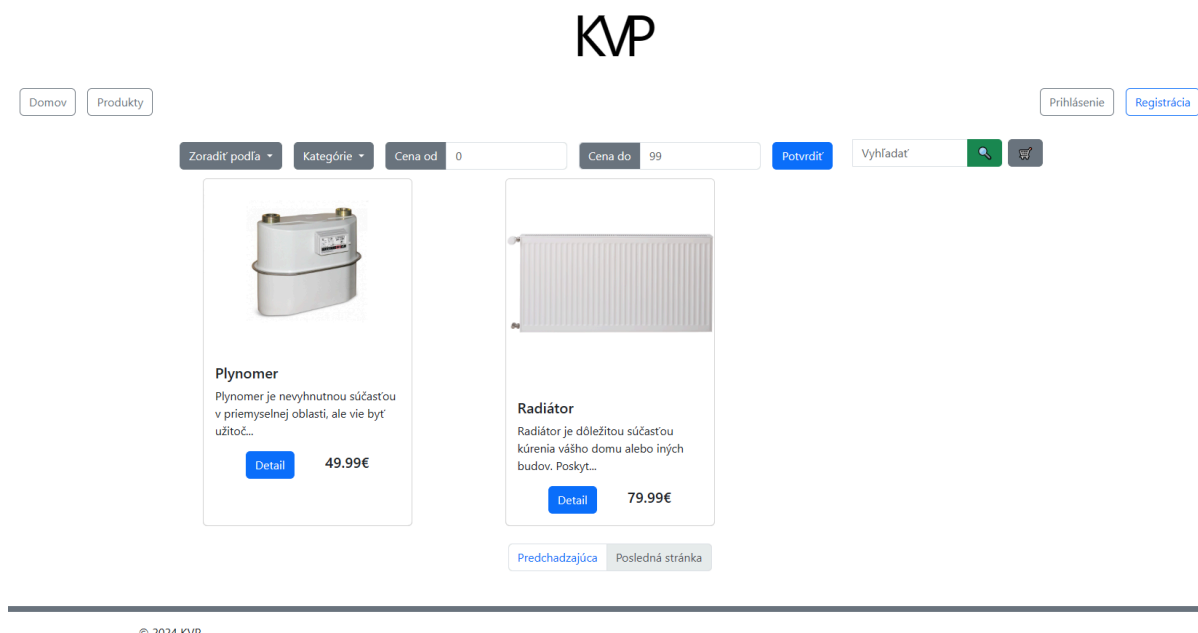 KVP
Domov
Produkty
Prihlásenie
Registrácia
Zoradiť podľa
Kategórie
Cena od
0
Cena do
99
Potvrdiť
Vyhľadať
Plynomer
Plynomer je nevyhnutnou súčasťou
v priemyselnej oblasti, ale vie byť
užitoč...
Detail
49.99€
Radiátor
Radiátor je dôležitou súčasťou
kúrenia vášho domu alebo iných
budov. Poskyt...
Detail
79.99€
Predchadzajúca
Posledná stránka
© 2024 KVP